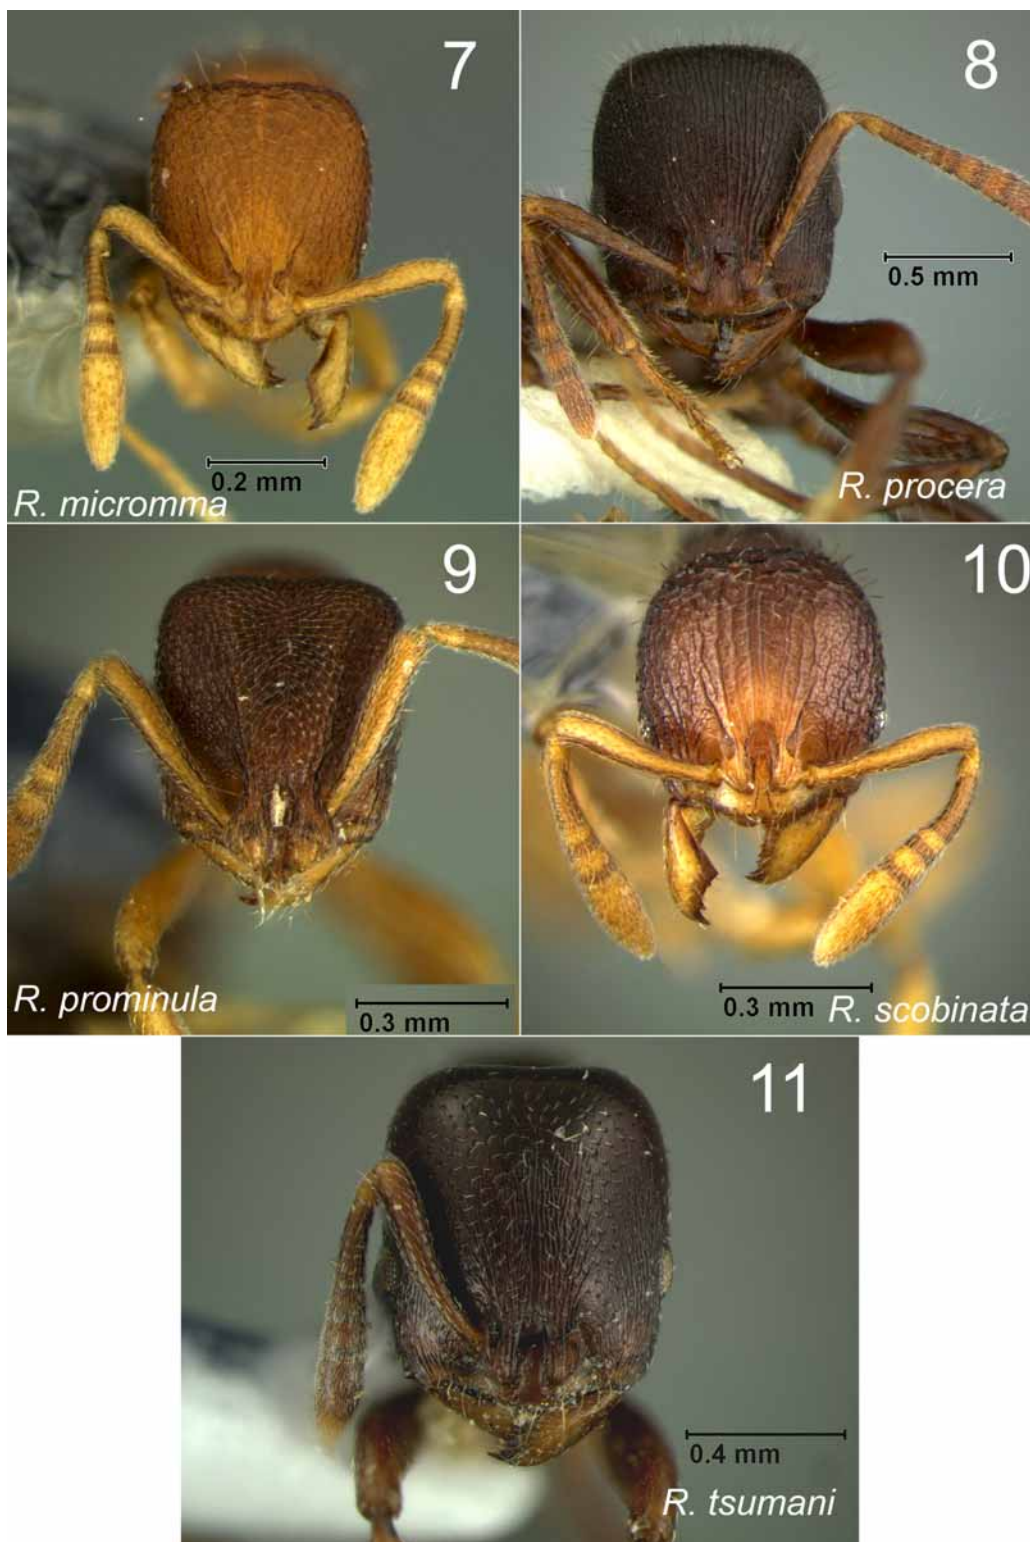 7
0.2 mm
R. micromma
8
0.5 mm
R. procera
9
R. prominula
0.3 mm
10
0.3 mm
R. scobinata
11
0.4 mm
R. tsumani